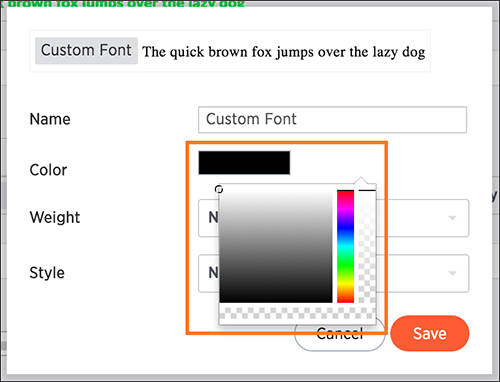 brown fox jumps over the lazy dog
Custom Font The quick brown fox jumps over the lazy dog
Name Custom Font
Color
Weight N
Style N
Cancel Save